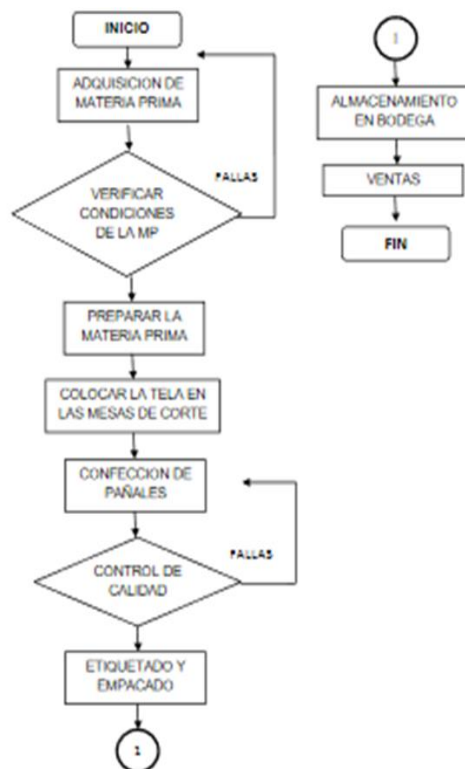 INICIO
ADQUISICION DE
MATERIA PRIMA
FALLAS
VERIFICAR
CONDICIONES
DE LA MP
PREPARAR LA
MATERIA PRIMA
COLOCAR LA TELA EN
LAS MESAS DE CORTE
CONFECCION DE
PAÑALES
FALLAS
CONTROL DE
CALIDAD
ETIQUETADO Y
EMPACADO
1
1
ALMACENAMIENTO
EN BODEGA
VENTAS
FIN